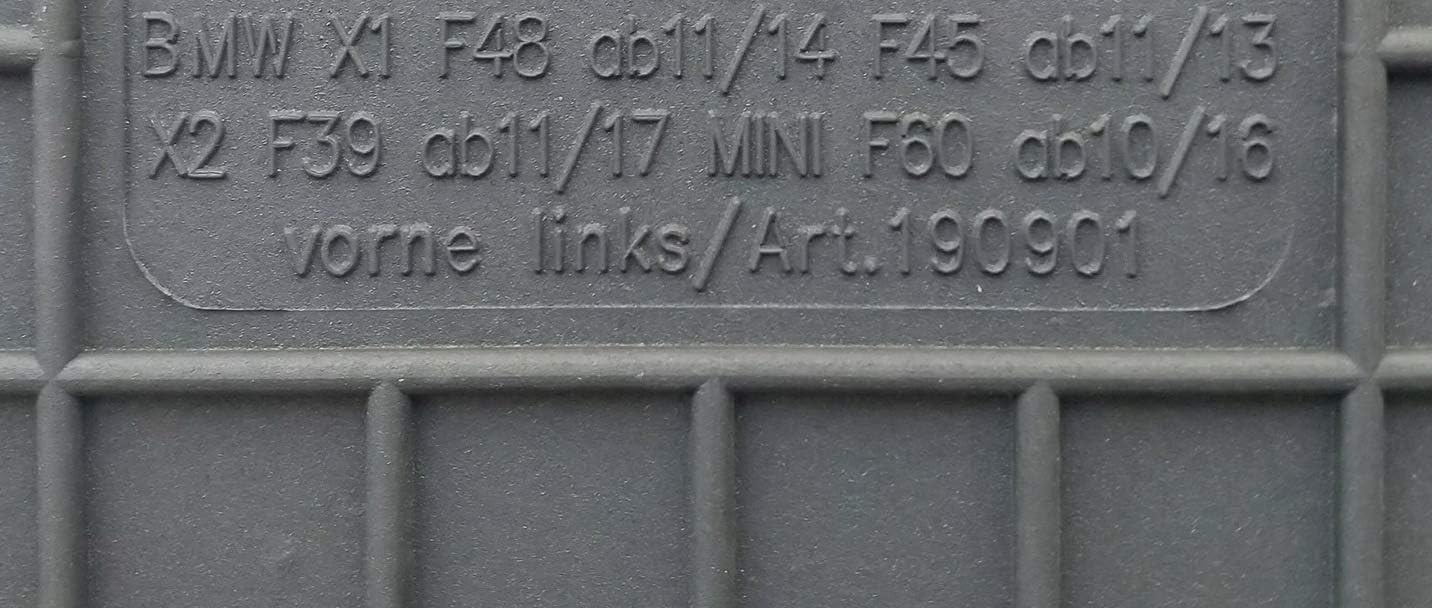 BMW X1 F48 ab11/14 F45 ab11/13
X2 F39 ab11/17 MINI F60 ab10/16
vorne links/Art.190901